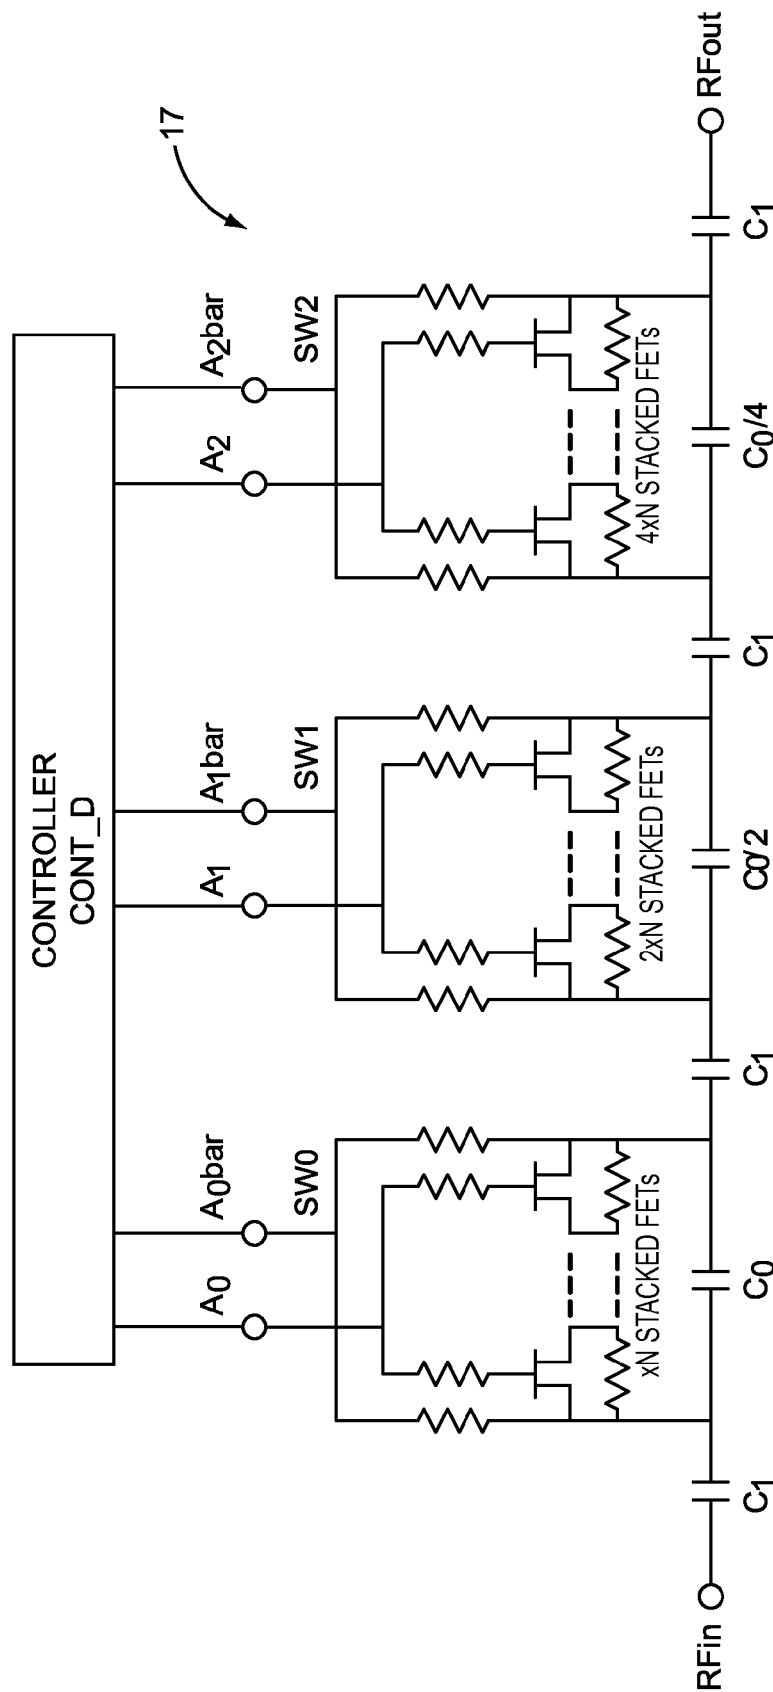 CONTROLLER
CONT_D
17
A0
A0bar
A1
A1bar
A2
A2bar
SW0
SW1
SW2
xN STACKED FETs
2xN STACKED FETs
4xN STACKED FETs
RFin
C1
C0
C1
C0/2
C1
C0/4
C1
RFout